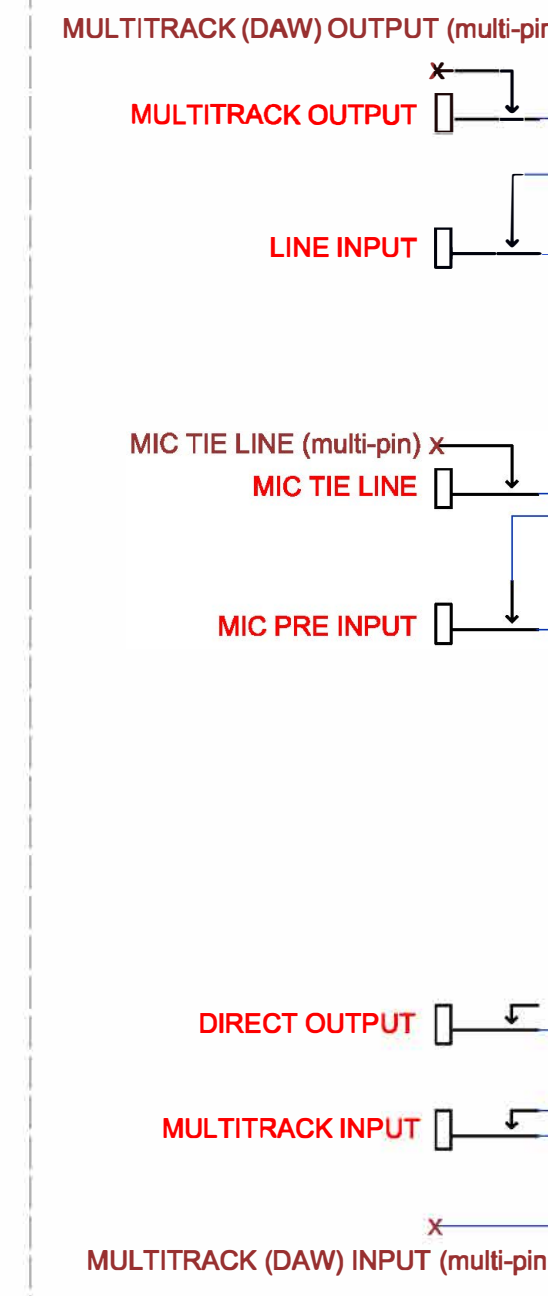 MULTITRACK (DAW) OUTPUT (multi-pin
MULTITRACK OUTPUT
LINE INPUT
MIC TIE LINE (multi-pin)
MIC TIE LINE
MIC PRE INPUT
DIRECT OUTPUT
MULTITRACK INPUT
MULTITRACK (DAW) INPUT (multi-pin